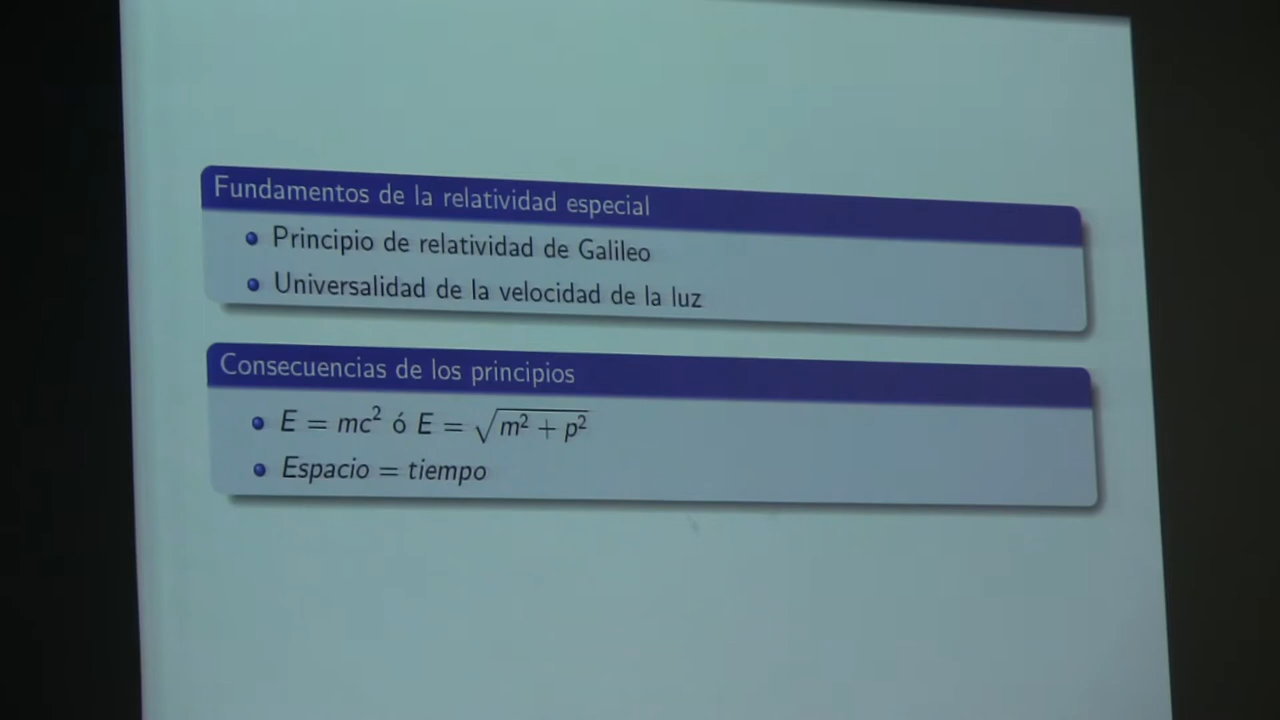 Fundamentos de la relatividad especial
Principio de relatividad de Galileo
Universalidad de la velocidad de la luz
Consecuencias de los principios
E = mc² ó E = √(m² + p²)
Espacio = tiempo